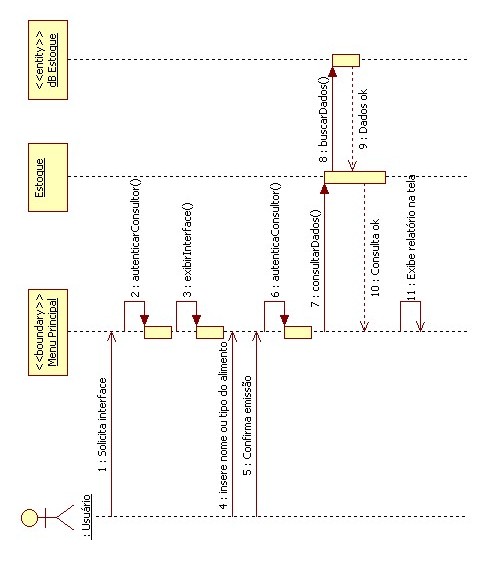 : Usuário
<<boundary>>
Menu Principal
Estoque
<<entity>>
db Estoque
1 : Solicita interface
2 : autenticarConsultor()
3 : exibirInterface()
4 : insere nome ou tipo do alimento
5 : Confirma emissão
6 : autenticaConsultor()
7 : consultarDados()
8 : buscarDados()
9 : Dados ok
10 : Consulta ok
11 : Exibe relatório na tela